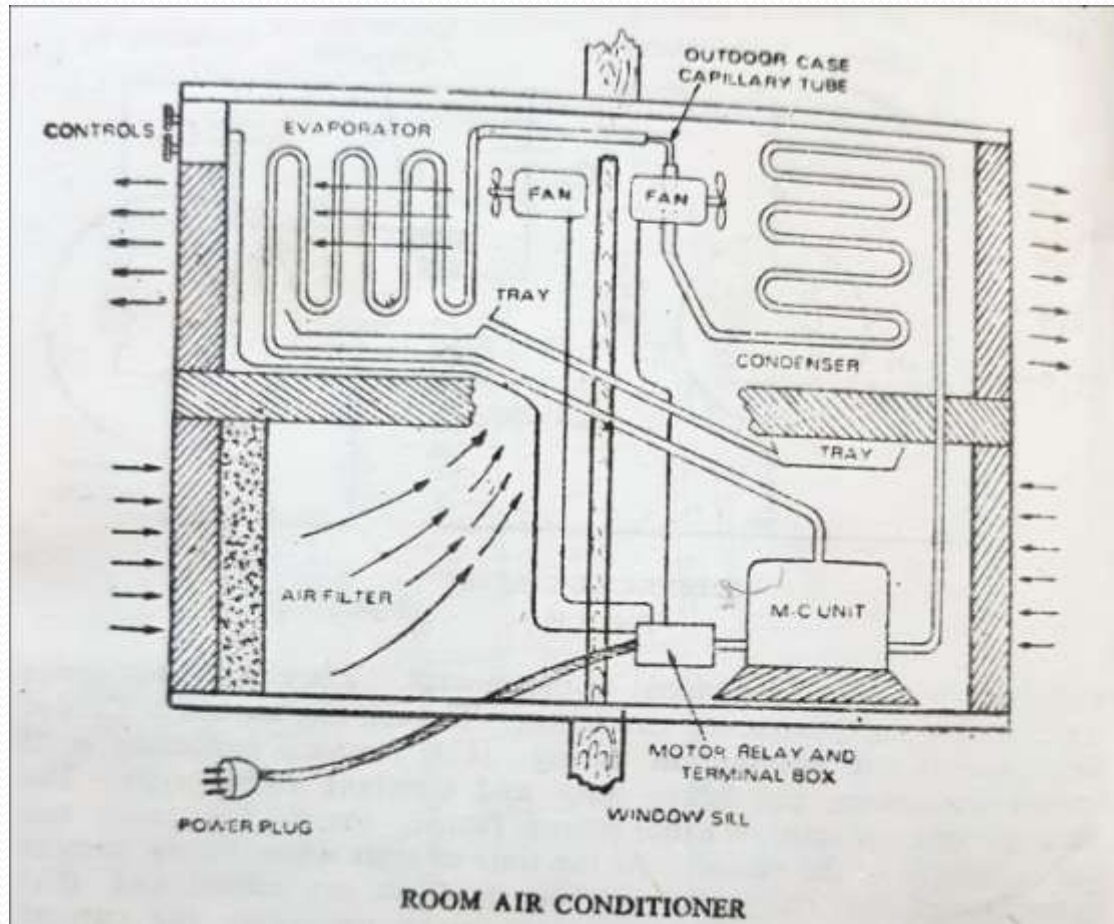 OUTDOOR CASE
CAPILLARY TUBE
CONTROLS
EVAPORATOR
FAN
FAN
TRAY
CONDENSER
TRAY
AIR FILTER
M-C UNIT
MOTOR RELAY AND
TERMINAL BOX
POWER PLUG
WINDOW SILL
ROOM AIR CONDITIONER